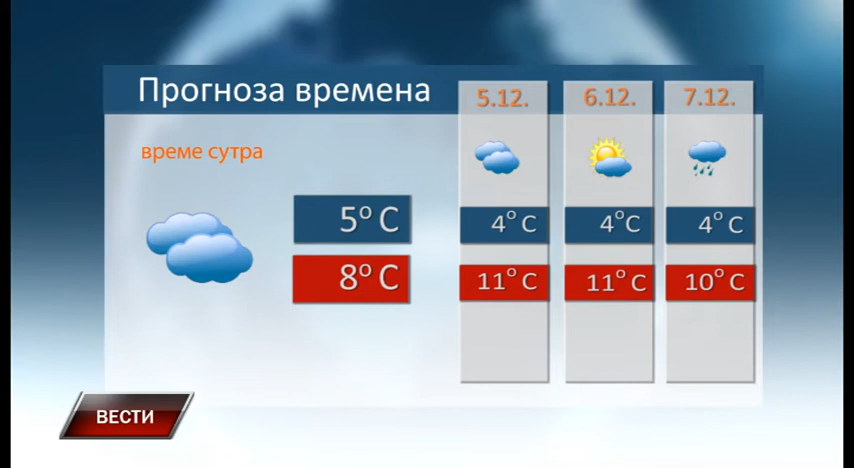 Прогноза времена
време сутра
5° C
8° C
5.12.
4° C
11° C
6.12.
4°C
11° C
7.12.
4° C
10° C
ВЕСТИ